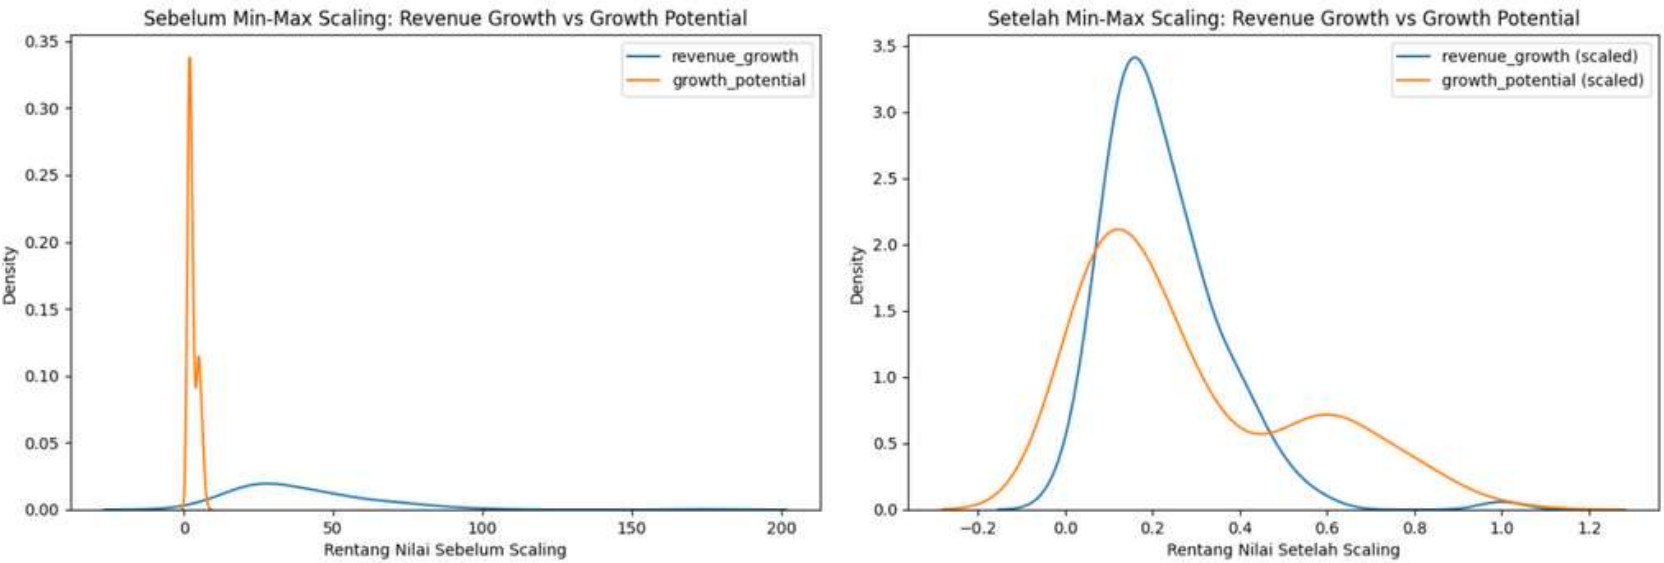 Sebelum Min-Max Scaling: Revenue Growth vs Growth Potential
0.35
0.30
0.25
0.20
0.15
0.10
0.05
0.00
Density
revenue_growth
growth_potential
0
50
100
150
200
Rentang Nilai Sebelum Scaling
Setelah Min-Max Scaling: Revenue Growth vs Growth Potential
3.5
3.0
2.5
2.0
1.5
1.0
0.5
0.0
Density
revenue_growth (scaled)
growth_potential (scaled)
−0.2
0.0
0.2
0.4
0.6
0.8
1.0
1.2
Rentang Nilai Setelah Scaling